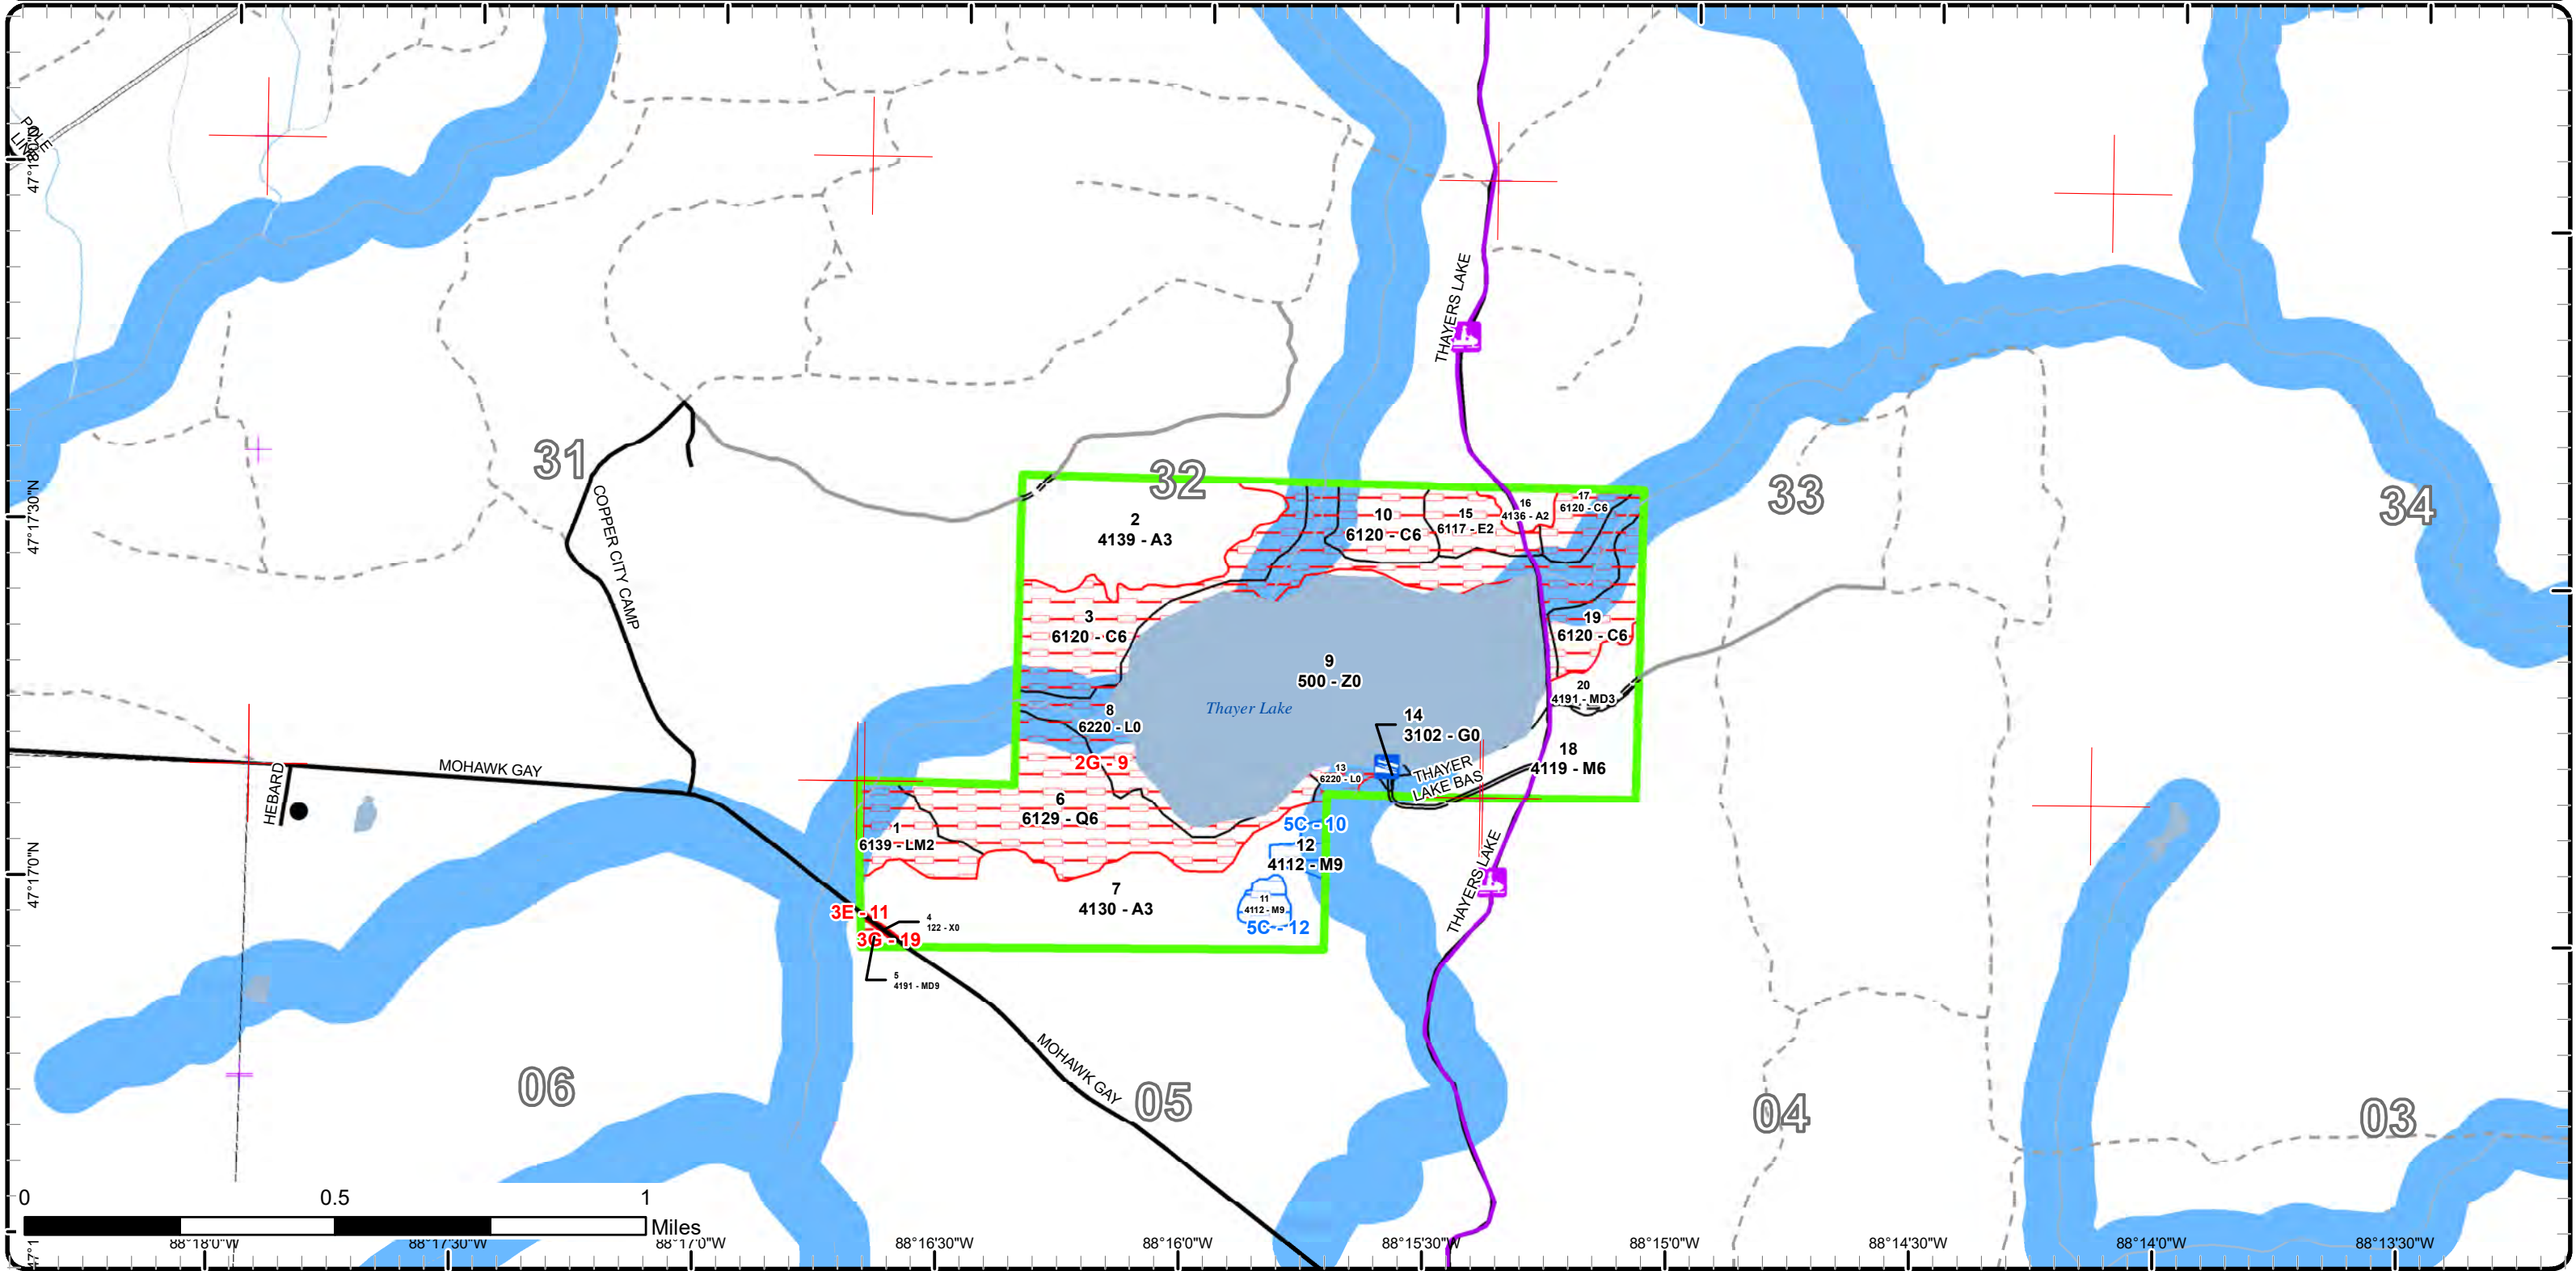 PINE
LINE
47°18'0"N
THAYERS LAKE
31
32
33
34
COPPER CITY CAMP
47°17'30"N
2
4139 - A3
10
6120 - C6
15
6117 - E2
16
4136 - A2
17
6120 - C6
3
6120 - C6
19
6120 - C6
9
500 - Z0
Thayer Lake
20
4191 - MD3
8
6220 - L0
14
3102 - G0
2G - 9
18
4119 - M6
13
6220 - L0
THAYER
LAKE BAS
MOHAWK GAY
HEBARD
6
6129 - Q6
1
6139 - LM2
5C - 10
12
4112 - M9
47°17'0"N
7
4130 - A3
11
4112 - M9
5C - 12
3E - 11
4
122 - X0
3G - 19
5
4191 - MD9
THAYERS LAKE
MOHAWK GAY
06
05
04
03
0 0.5 1
Miles
47°1
88°18'0"W 88°17'30"W 88°17'0"W 88°16'30"W 88°16'0"W 88°15'30"W 88°15'0"W 88°14'30"W 88°14'0"W 88°13'30"W